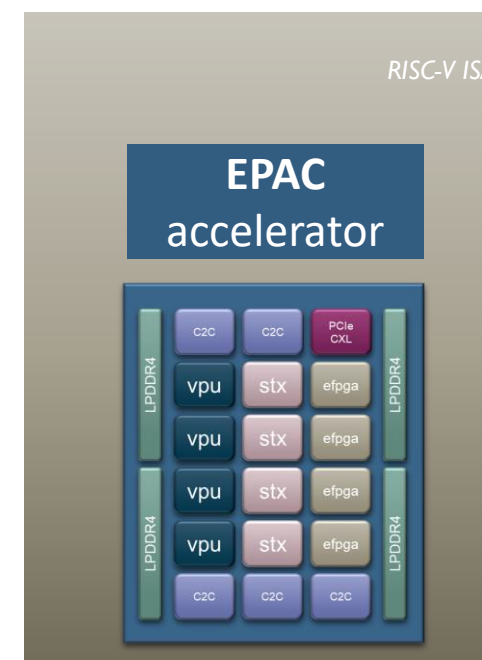 RISC-V IS
EPAC
accelerator
C2C C2C PCIe CXL
LPDDR4 LPDDR4
vpu stx efpga
vpu stx efpga
LPDDR4 LPDDR4
vpu stx efpga
vpu stx efpga
C2C C2C C2C